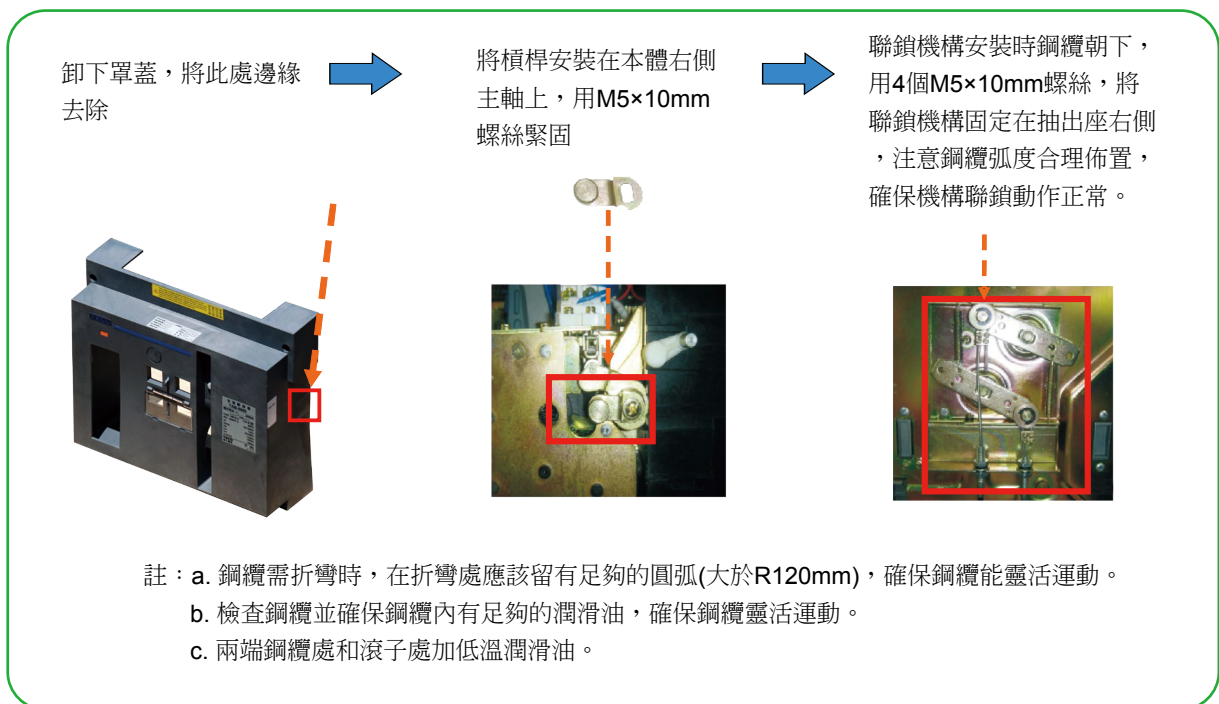 卸下罩蓋，將此處邊緣
去除
將槓桿安裝在本體右側
主軸上，用M5×10mm
螺絲緊固
聯鎖機構安裝時鋼纜朝下，
用4個M5×10mm螺絲，將
聯鎖機構固定在抽出座右側
，注意鋼纜弧度合理佈置，
確保機構聯鎖動作正常。
註：a. 鋼纜需折彎時，在折彎處應該留有足夠的圓弧(大於R120mm)，確保鋼纜能靈活運動。
b. 檢查鋼纜並確保鋼纜內有足夠的潤滑油，確保鋼纜靈活運動。
c. 兩端鋼纜處和滾子處加低溫潤滑油。